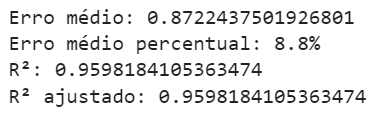 Erro médio: 0.8722437501926801
Erro médio percentual: 8.8%
R²: 0.9598184105363474
R² ajustado: 0.9598184105363474